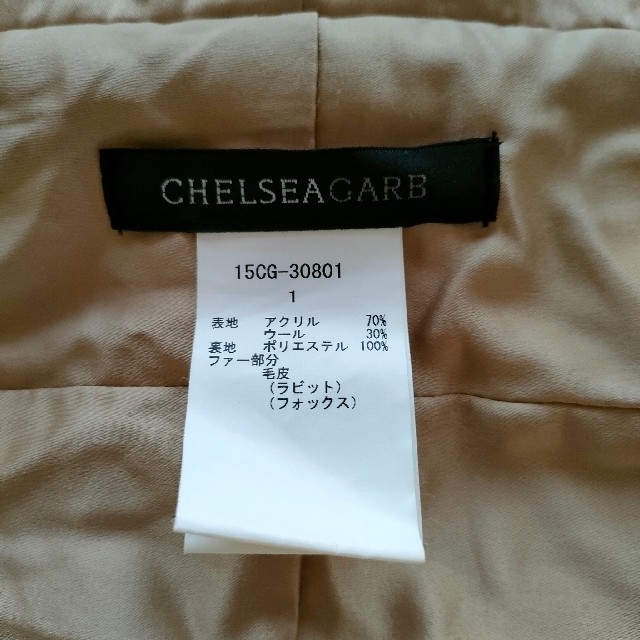 CHELSEAGARB
15CG-30801
1
表地 アクリル 70%
ウール 30%
裏地 ポリエステル 100%
ファー部分
毛皮
(ラビット)
(フォックス)